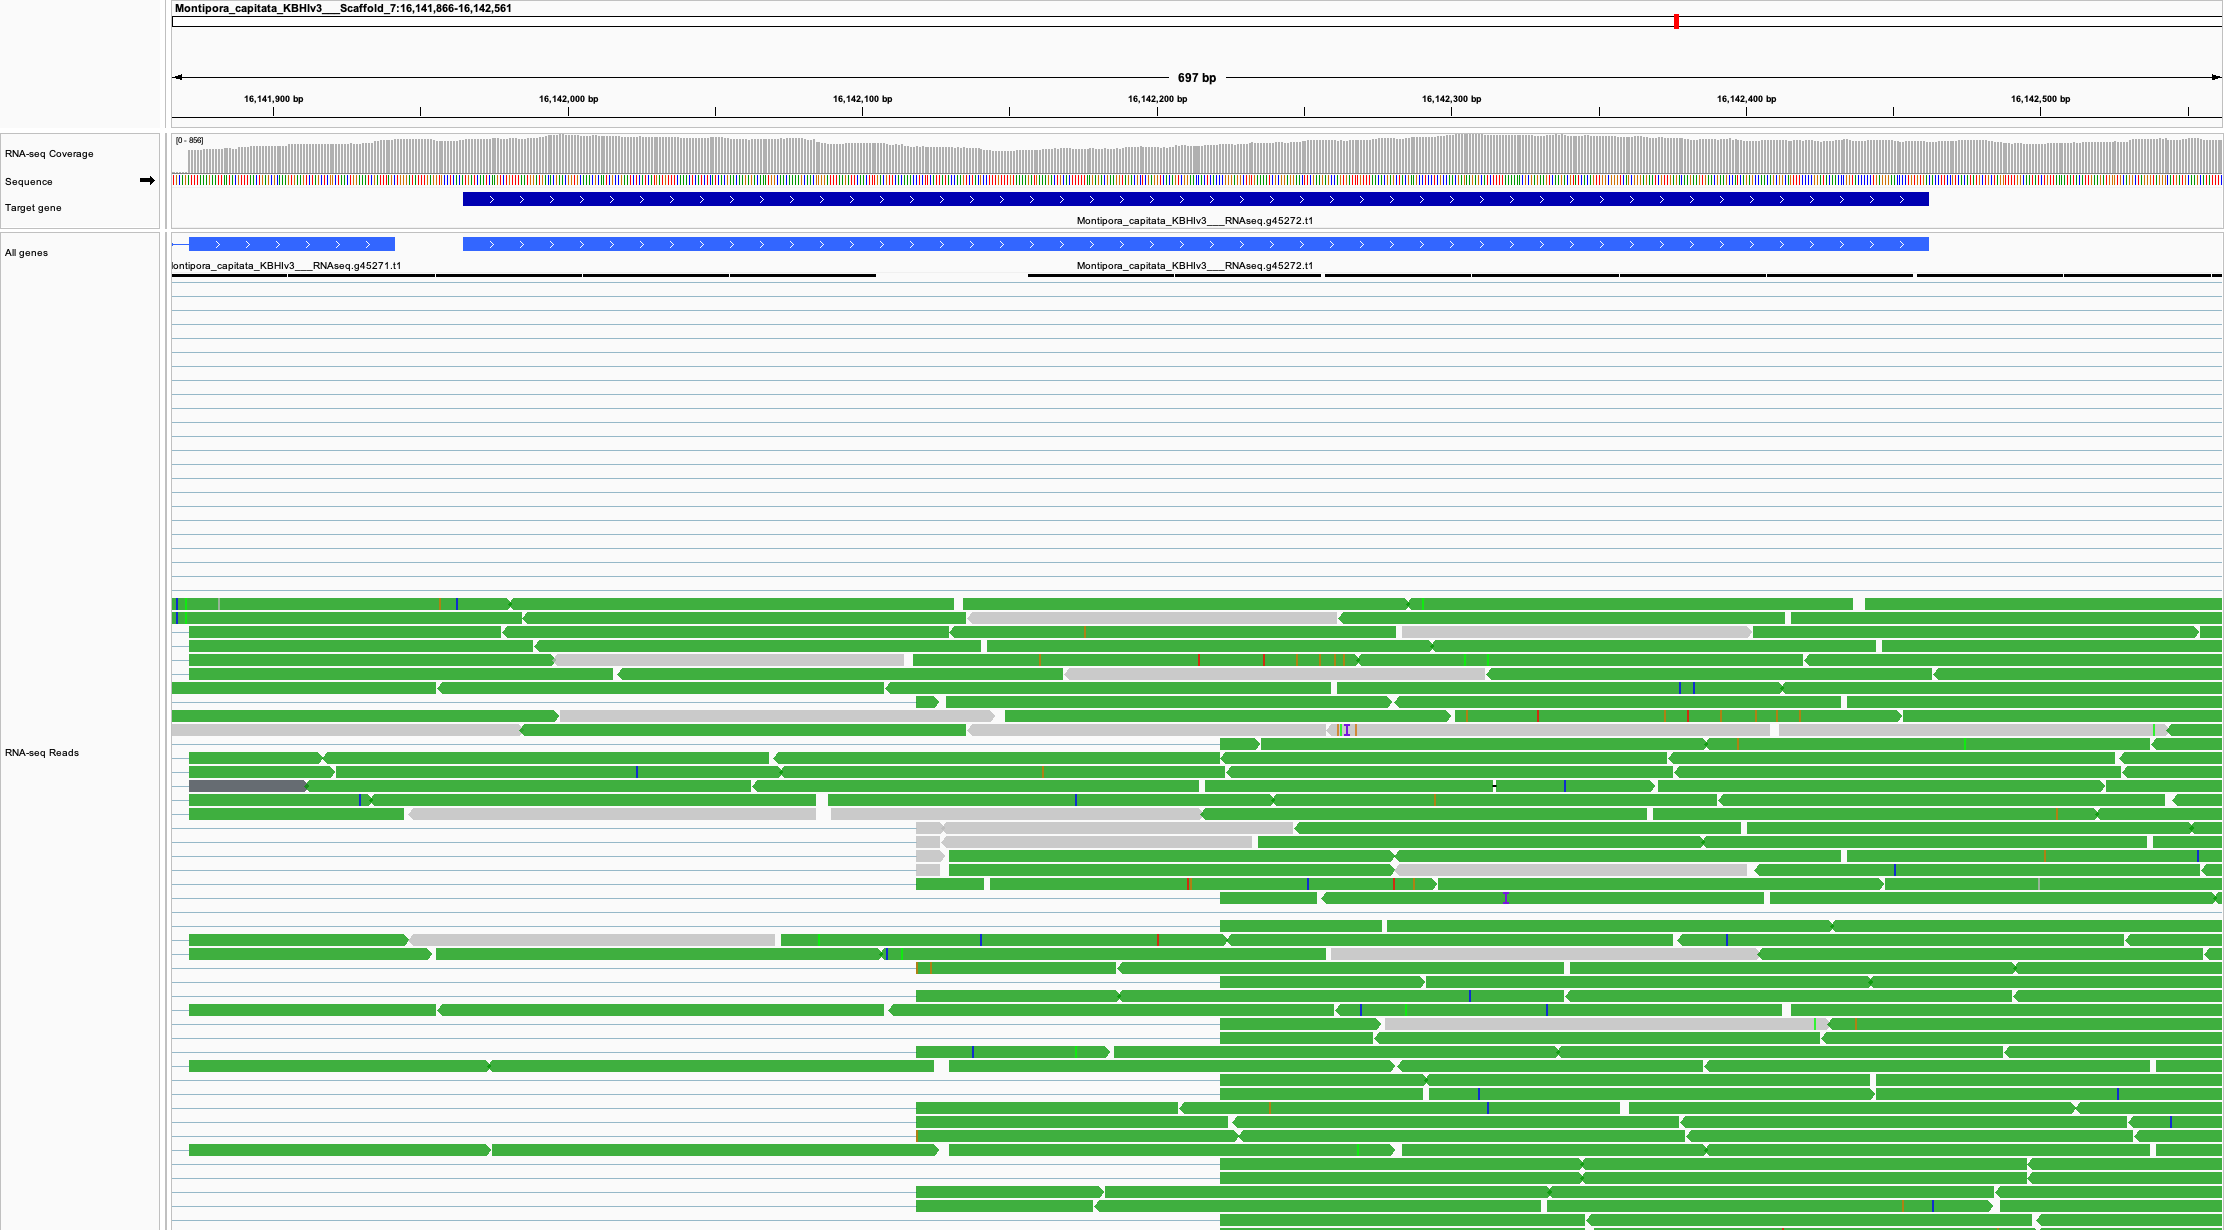 Montipora_capitata_KBHIv3___Scaffold_7:16,141,866-16,142,561
697 bp
16,141,900 bp 16,142,000 bp 16,142,100 bp 16,142,200 bp 16,142,300 bp 16,142,400 bp 16,142,500 bp
[0 - 856]
RNA-seq Coverage
Sequence
Target gene
Montipora_capitata_KBHIv3___RNAseq.g45272.t1
All genes
ontipora_capitata_KBHIv3___RNAseq.g45271.t1 Montipora_capitata_KBHIv3___RNAseq.g45272.t1
RNA-seq Reads